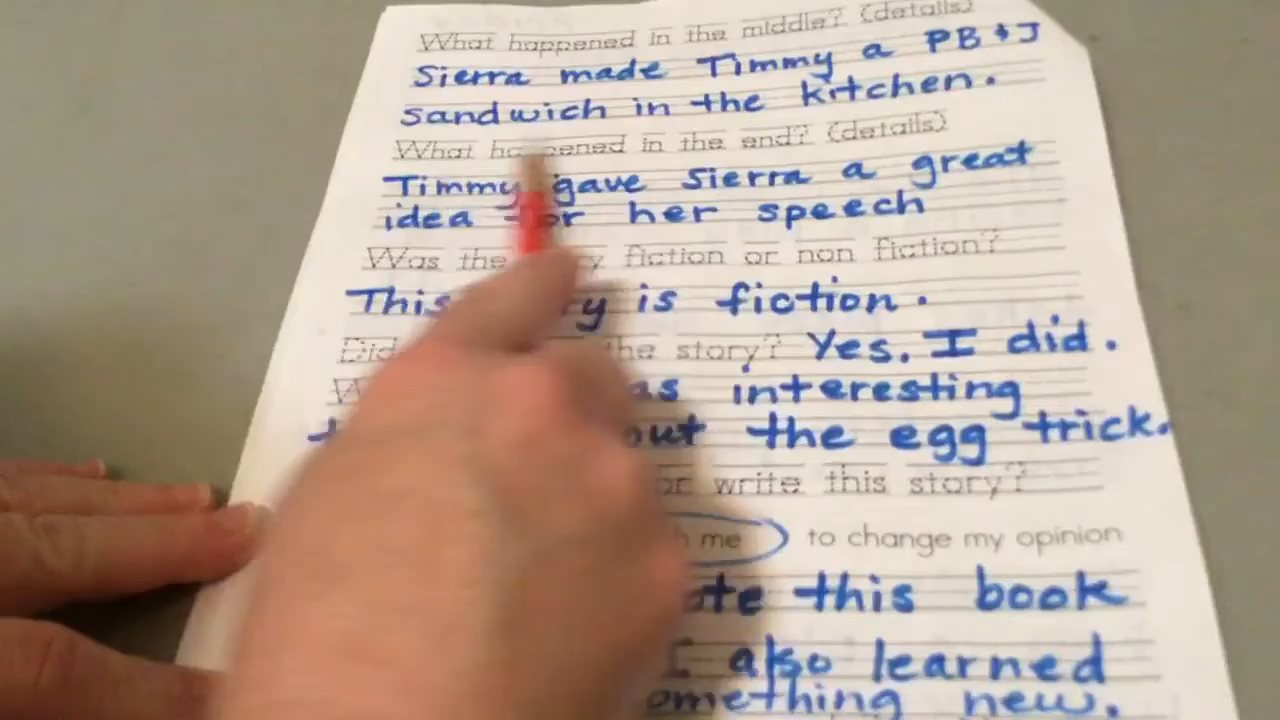 What happened in the middle? (details)
Sierra made Timmy a PB & J
sandwich in the kitchen.
What happened in the end? (details)
Timmy gave Sierra a great
idea for her speech
Was the fiction or non fiction?
This is fiction.
Did the story? Yes. I did.
interesting
the egg trick.
or write this story?
me to change my opinion
this book
I also learned
something new.